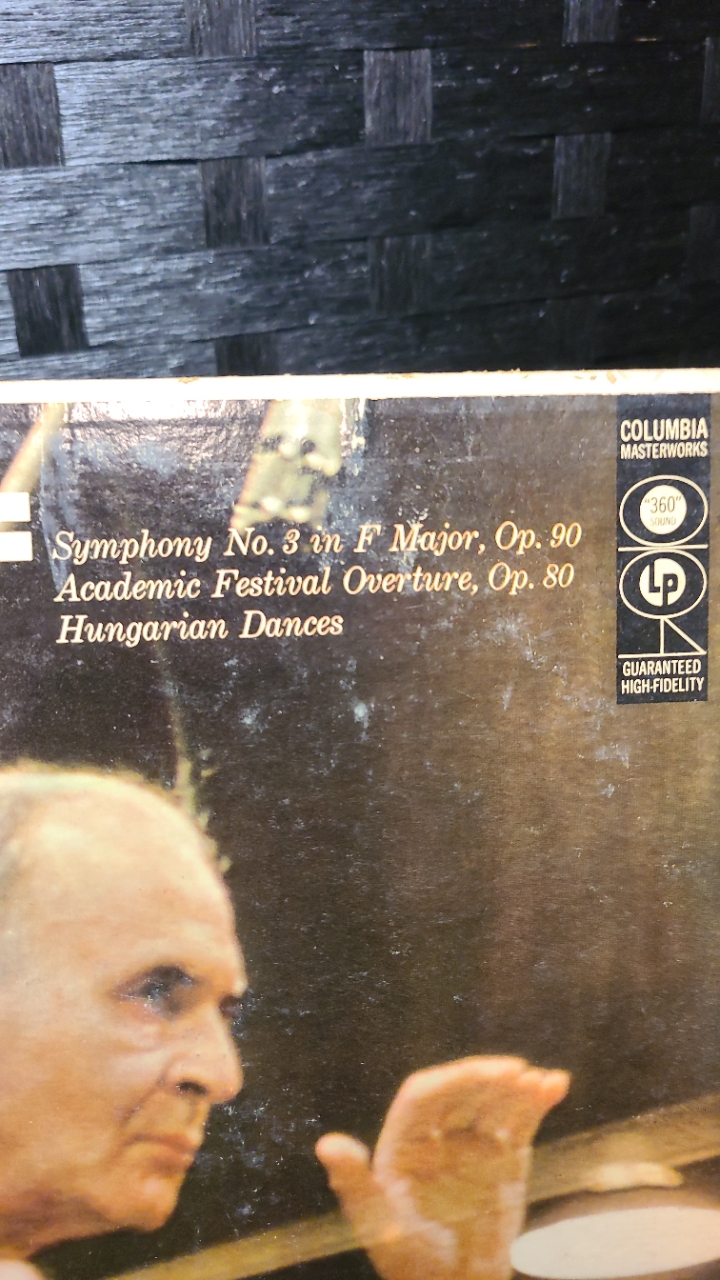 Symphony No. 3 in F Major, Op. 90
Academic Festival Overture, Op. 80
Hungarian Dances
COLUMBIA
MASTERWORKS
"360"
SOUND
LP
GUARANTEED
HIGH-FIDELITY